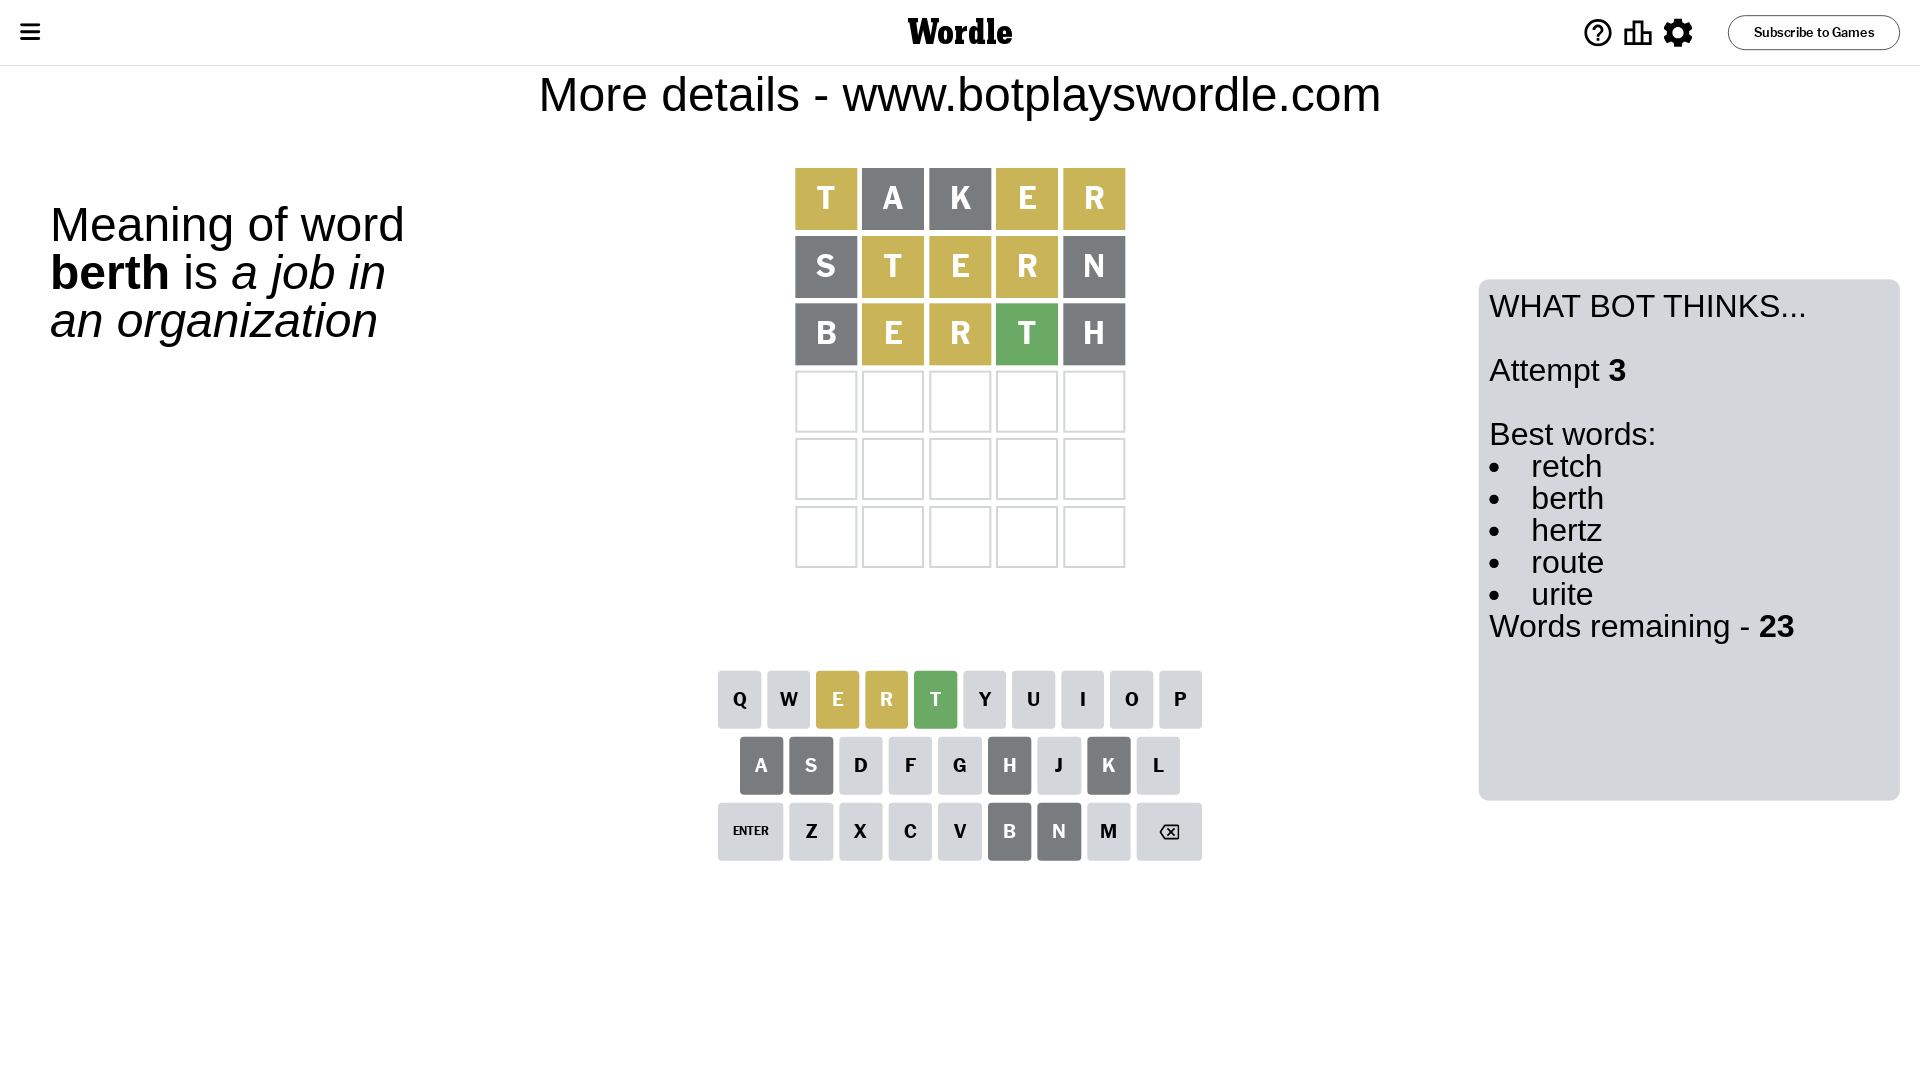 Wordle
Subscribe to Games
More details - www.botplayswordle.com
Meaning of word
berth is a job in
an organization
T A K E R
S T E R N
B E R T H
WHAT BOT THINKS...
Attempt 3
Best words:
• retch
• berth
• hertz
• route
• urite
Words remaining - 23
Q W E R T Y U I O P
A S D F G H J K L
ENTER Z X C V B N M